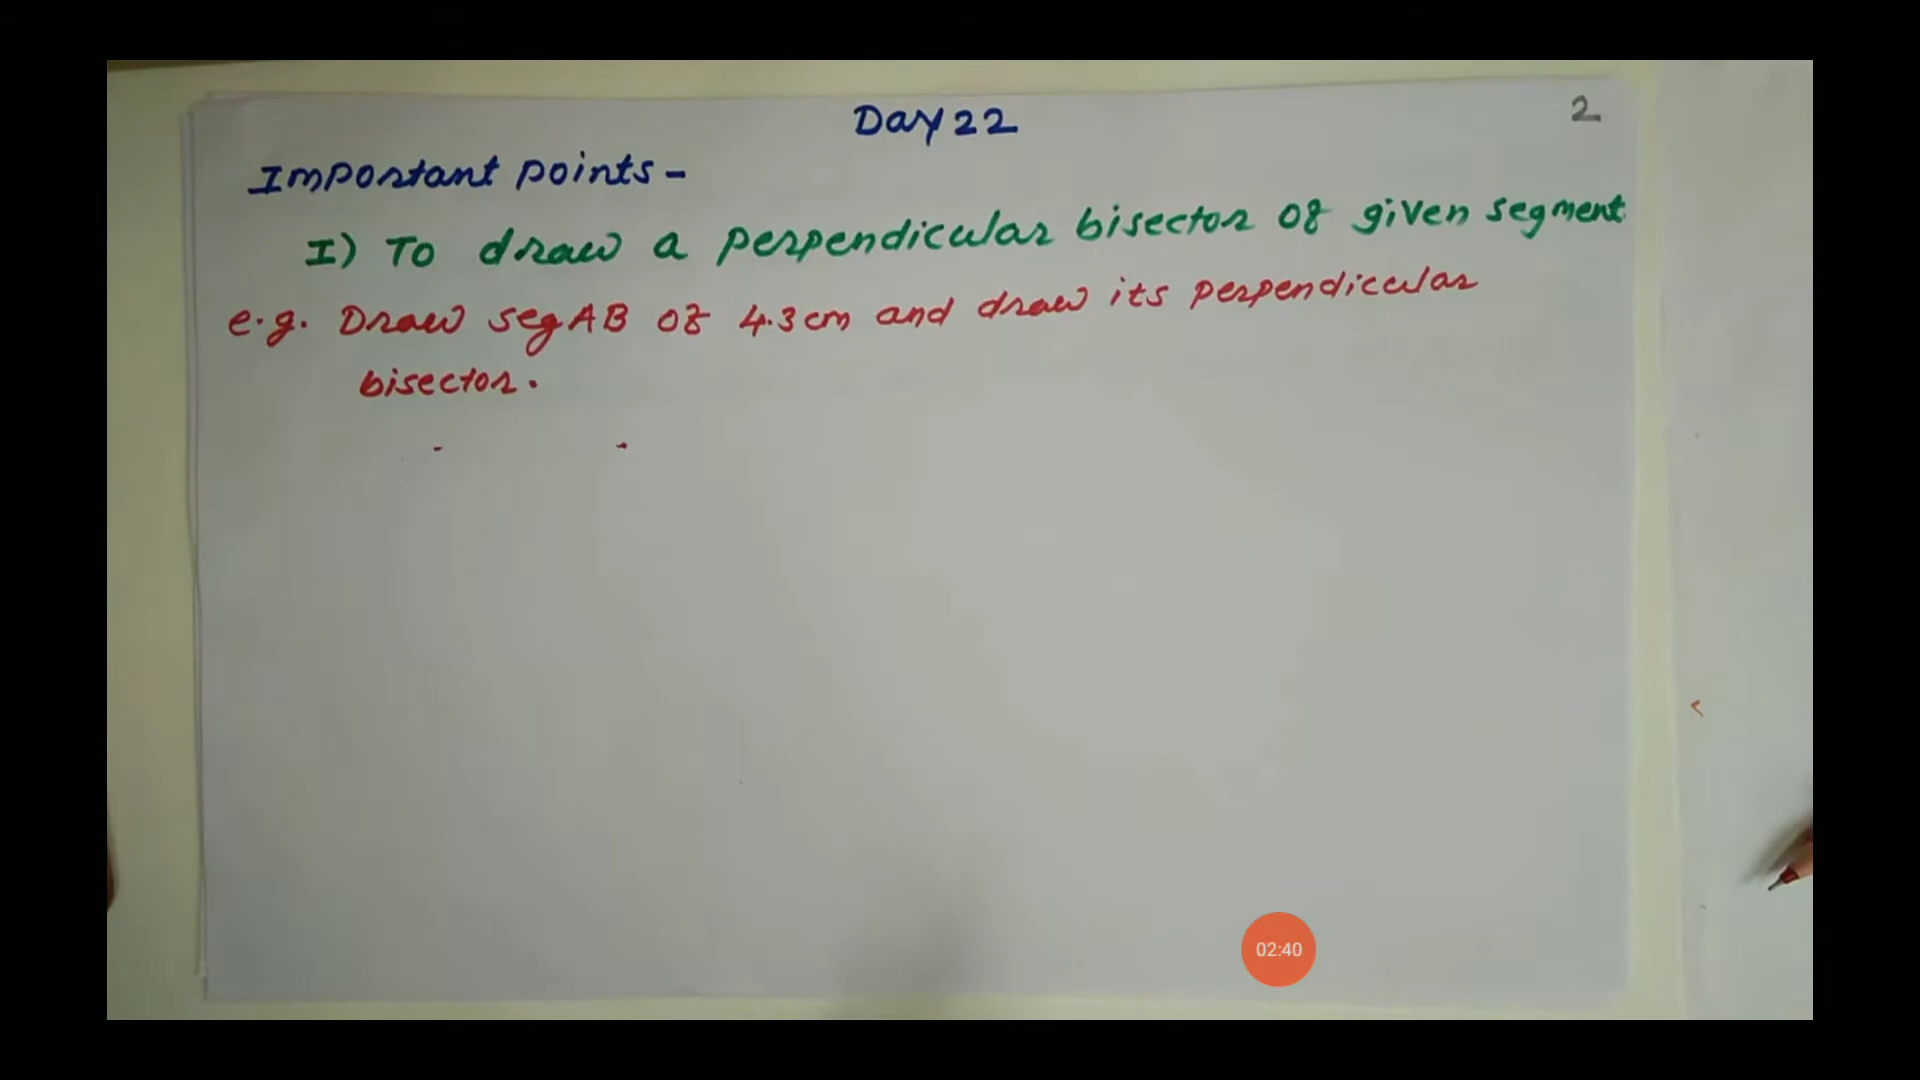 Day 22
2
Important points -
I) To draw a perpendicular bisector of given segment
e.g. Draw seg AB of 4.3 cm and draw its perpendicular
bisector.
02:40